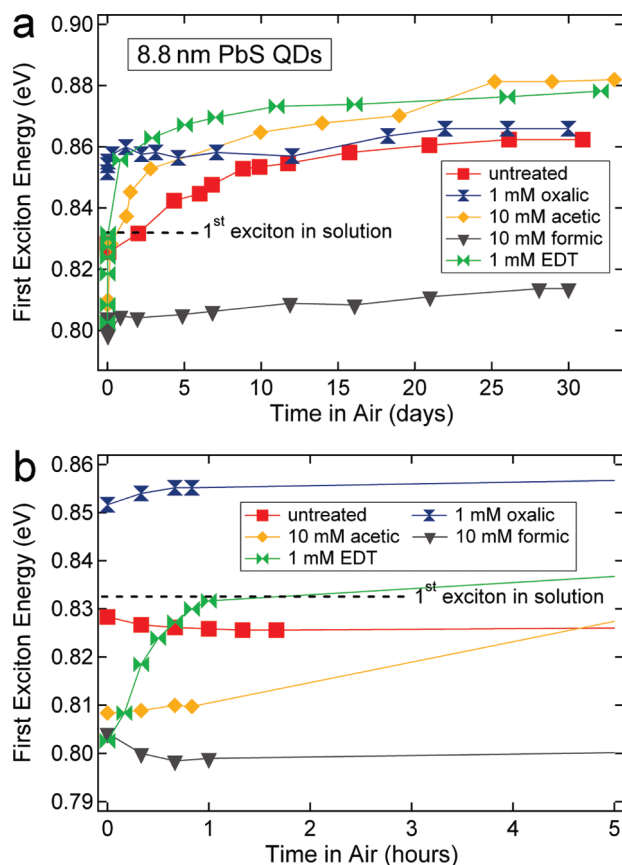 a
First Exciton Energy (eV)
0.90
0.88
0.86
0.84
0.82
0.80
8.8 nm PbS QDs
1st exciton in solution
untreated
1 mM oxalic
10 mM acetic
10 mM formic
1 mM EDT
0 5 10 15 20 25 30
Time in Air (days)
b
First Exciton Energy (eV)
0.86
0.85
0.84
0.83
0.82
0.81
0.80
0.79
untreated 1 mM oxalic
10 mM acetic 10 mM formic
1 mM EDT
1st exciton in solution
0 1 2 3 4 5
Time in Air (hours)